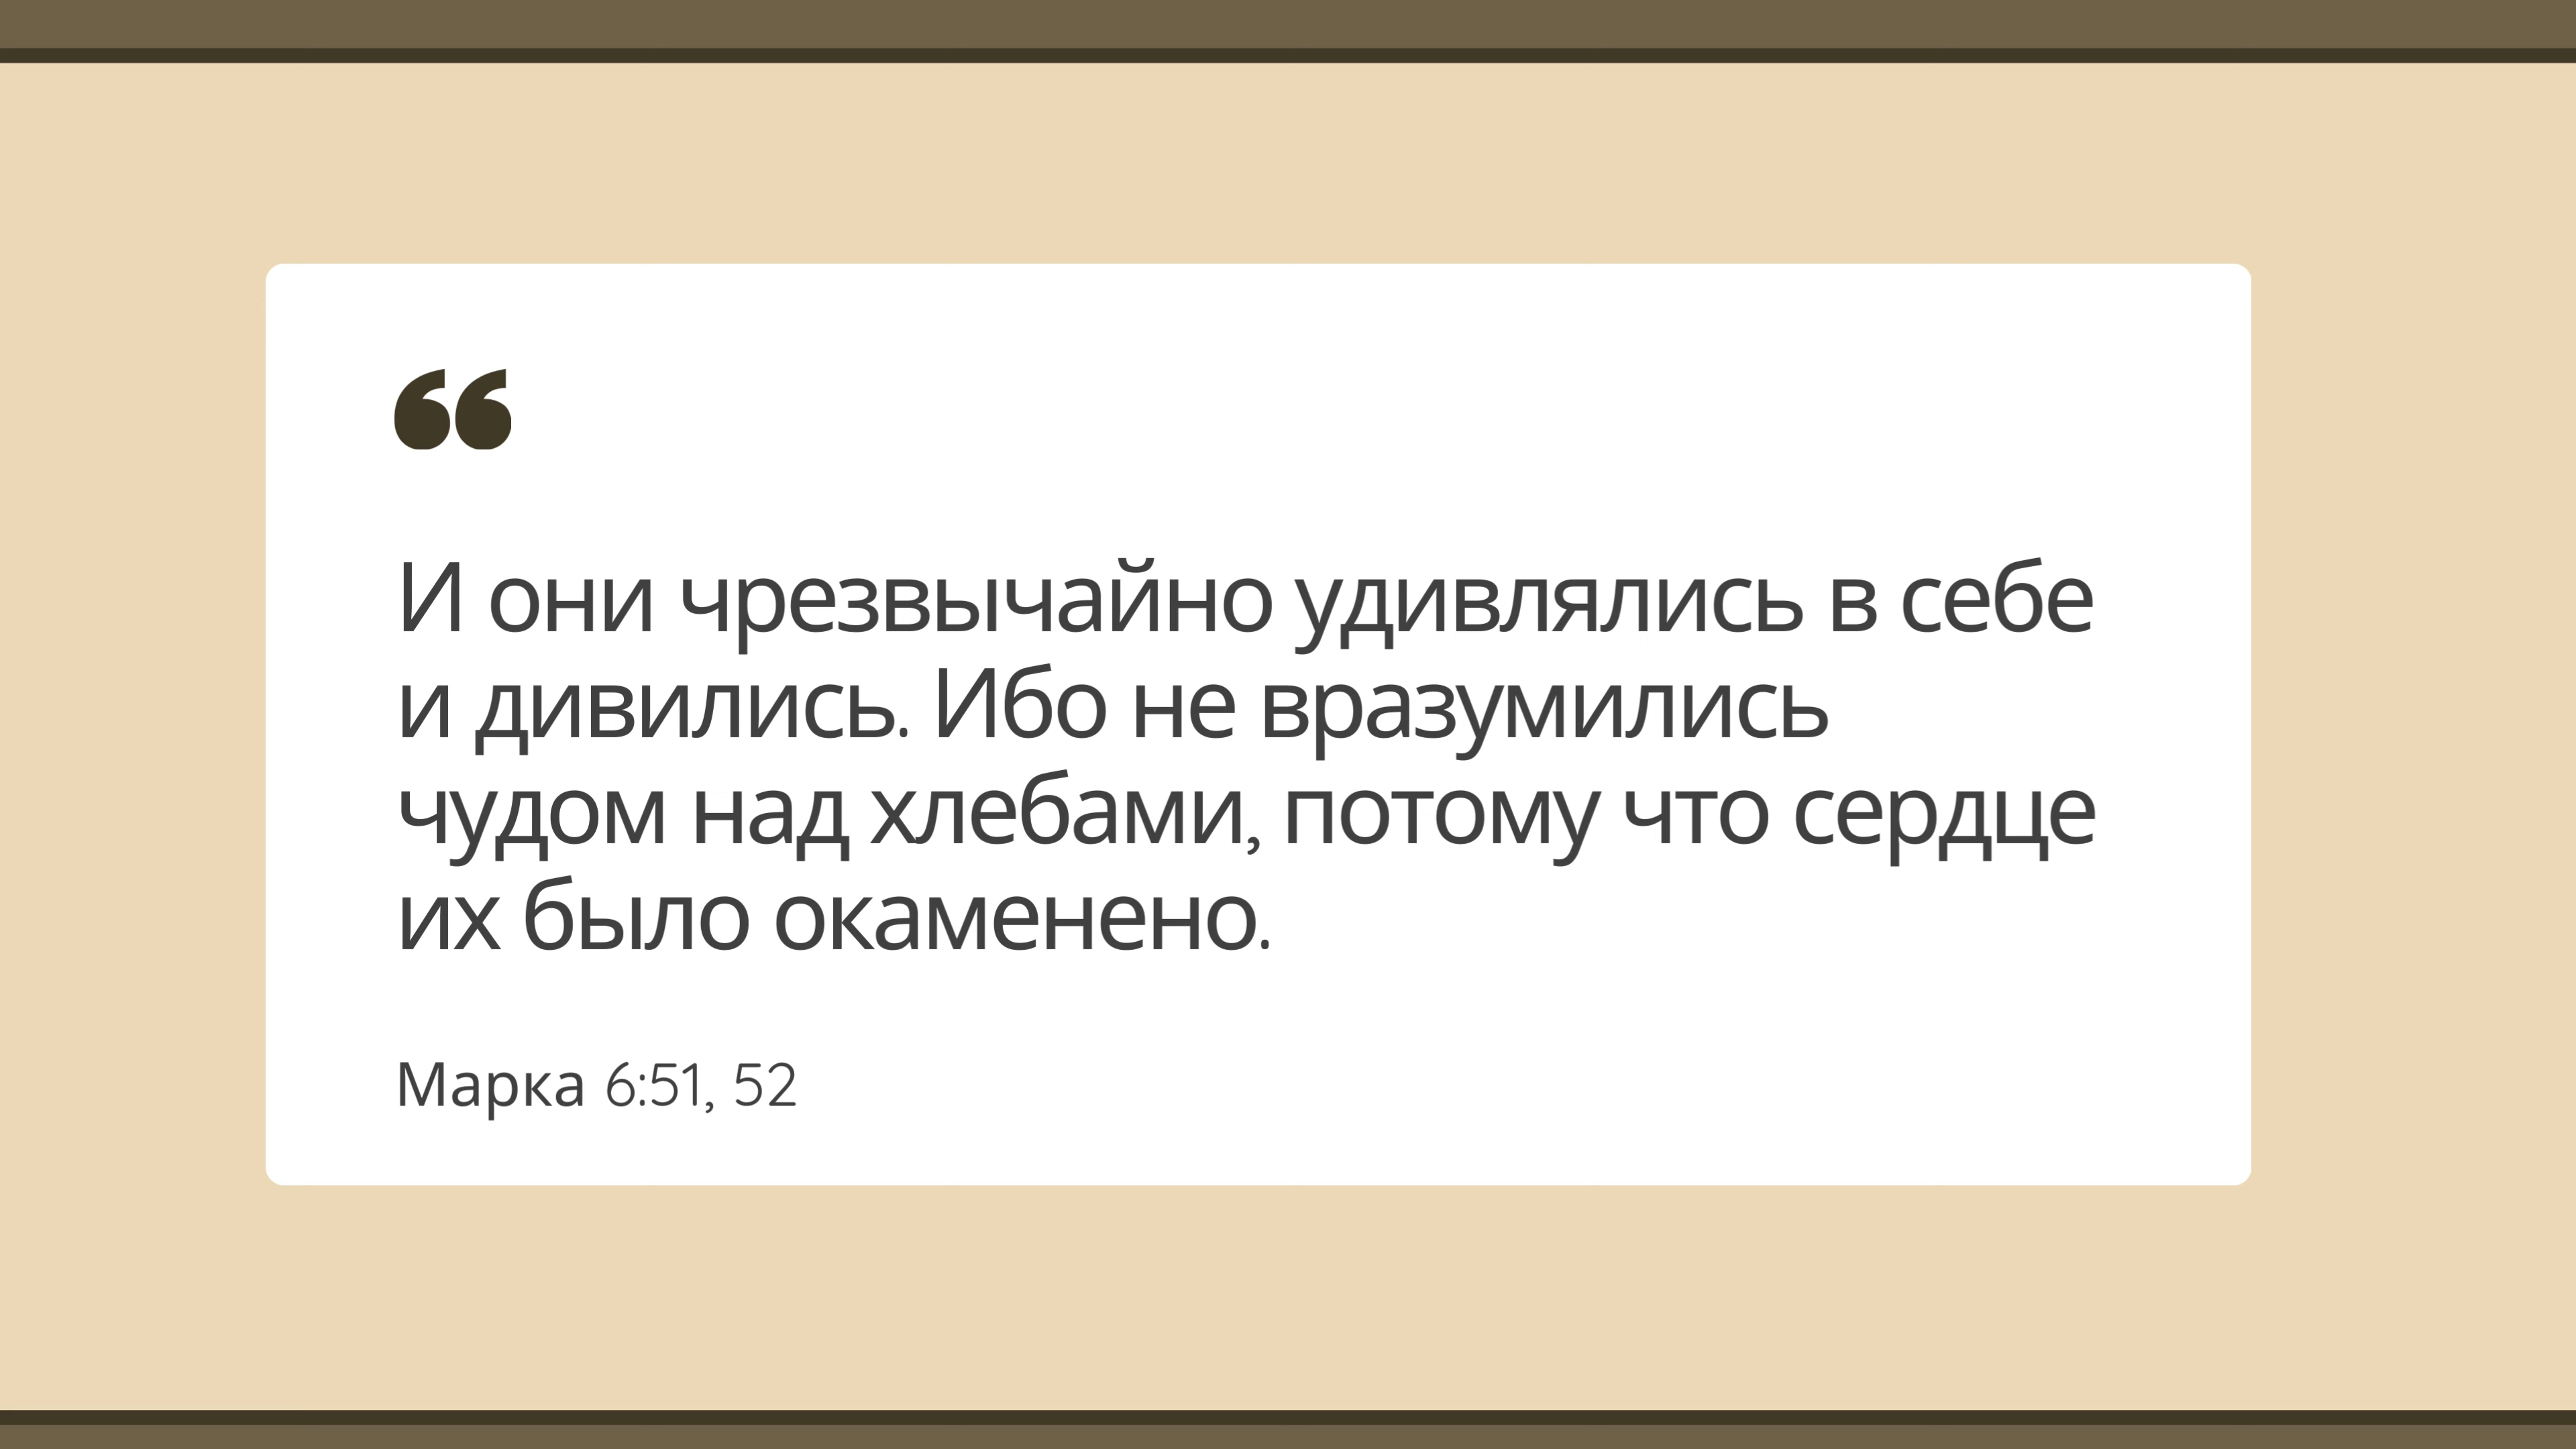 “
И они чрезвычайно удивлялись в себе
и дивились. Ибо не вразумились
чудом над хлебами, потому что сердце
их было окаменено.
Марка 6:51, 52